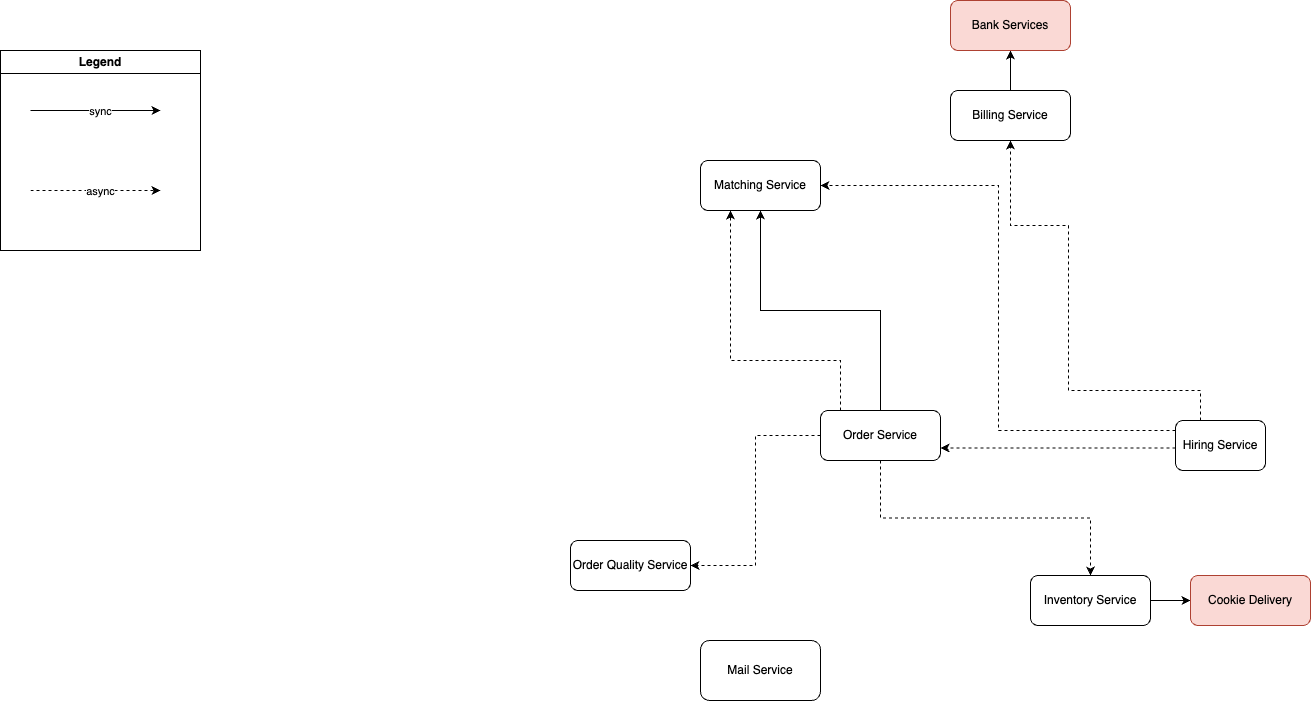 Legend
sync
async
Bank Services
Billing Service
Matching Service
Order Service
Hiring Service
Order Quality Service
Inventory Service
Cookie Delivery
Mail Service